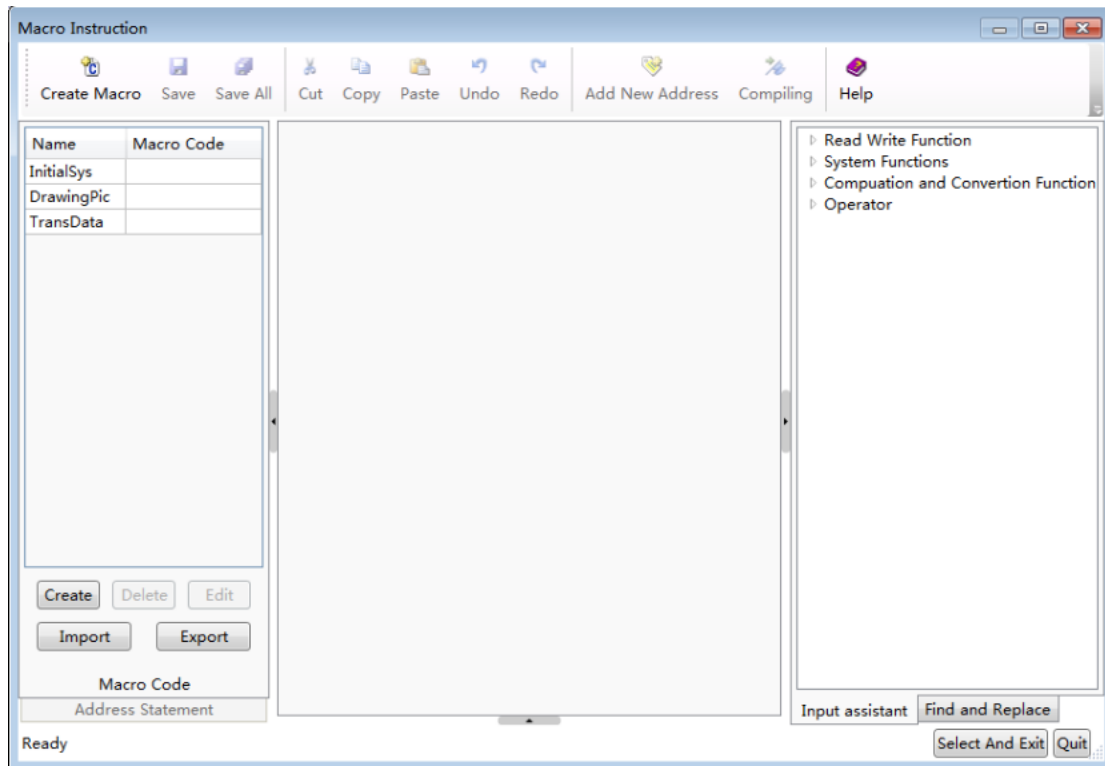 Macro Instruction
Create Macro Save Save All Cut Copy Paste Undo Redo Add New Address Compiling Help
Name Macro Code
InitialSys
DrawingPic
TransData
Create Delete Edit
Import Export
Macro Code
Address Statement
Read Write Function
System Functions
Compuation and Convertion Function
Operator
Input assistant Find and Replace
Ready
Select And Exit Quit